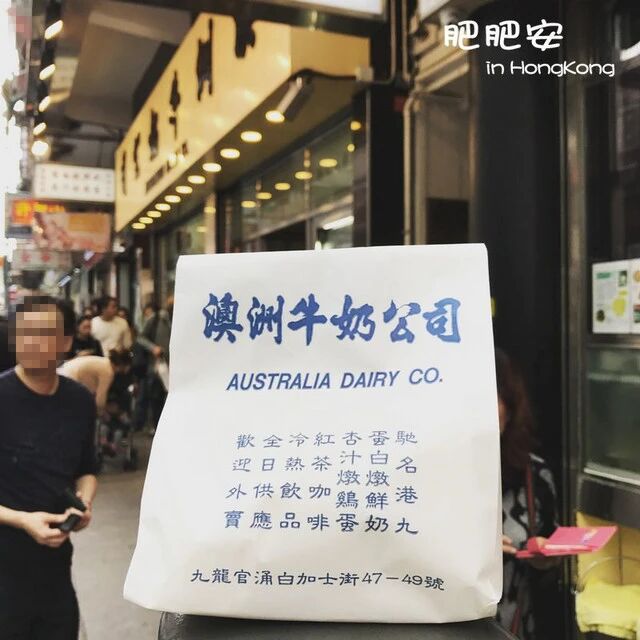 肥肥安
in HongKong
澳洲牛奶公司
AUSTRALIA DAIRY CO.
馳名港九
蛋白燉鮮奶
杏汁燉雞蛋
紅茶咖啡
冷熱飲品
全日供應
歡迎外賣
九龍官涌白加士街47-49號